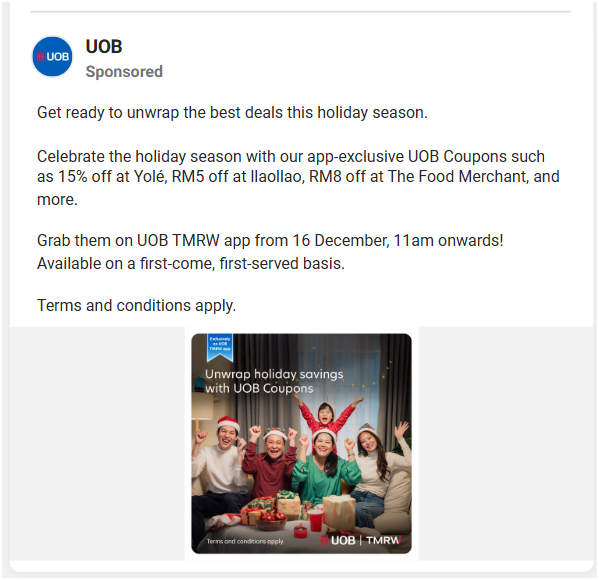 UOB
UOB
Sponsored
Get ready to unwrap the best deals this holiday season.
Celebrate the holiday season with our app-exclusive UOB Coupons such
as 15% off at Yolé, RM5 off at llaollao, RM8 off at The Food Merchant, and
more.
Grab them on UOB TMRW app from 16 December, 11am onwards!
Available on a first-come, first-served basis.
Terms and conditions apply.
Exclusively
on UOB
TMRW app
Unwrap holiday savings
with UOB Coupons
Terms and conditions apply.
UOB | TMRW